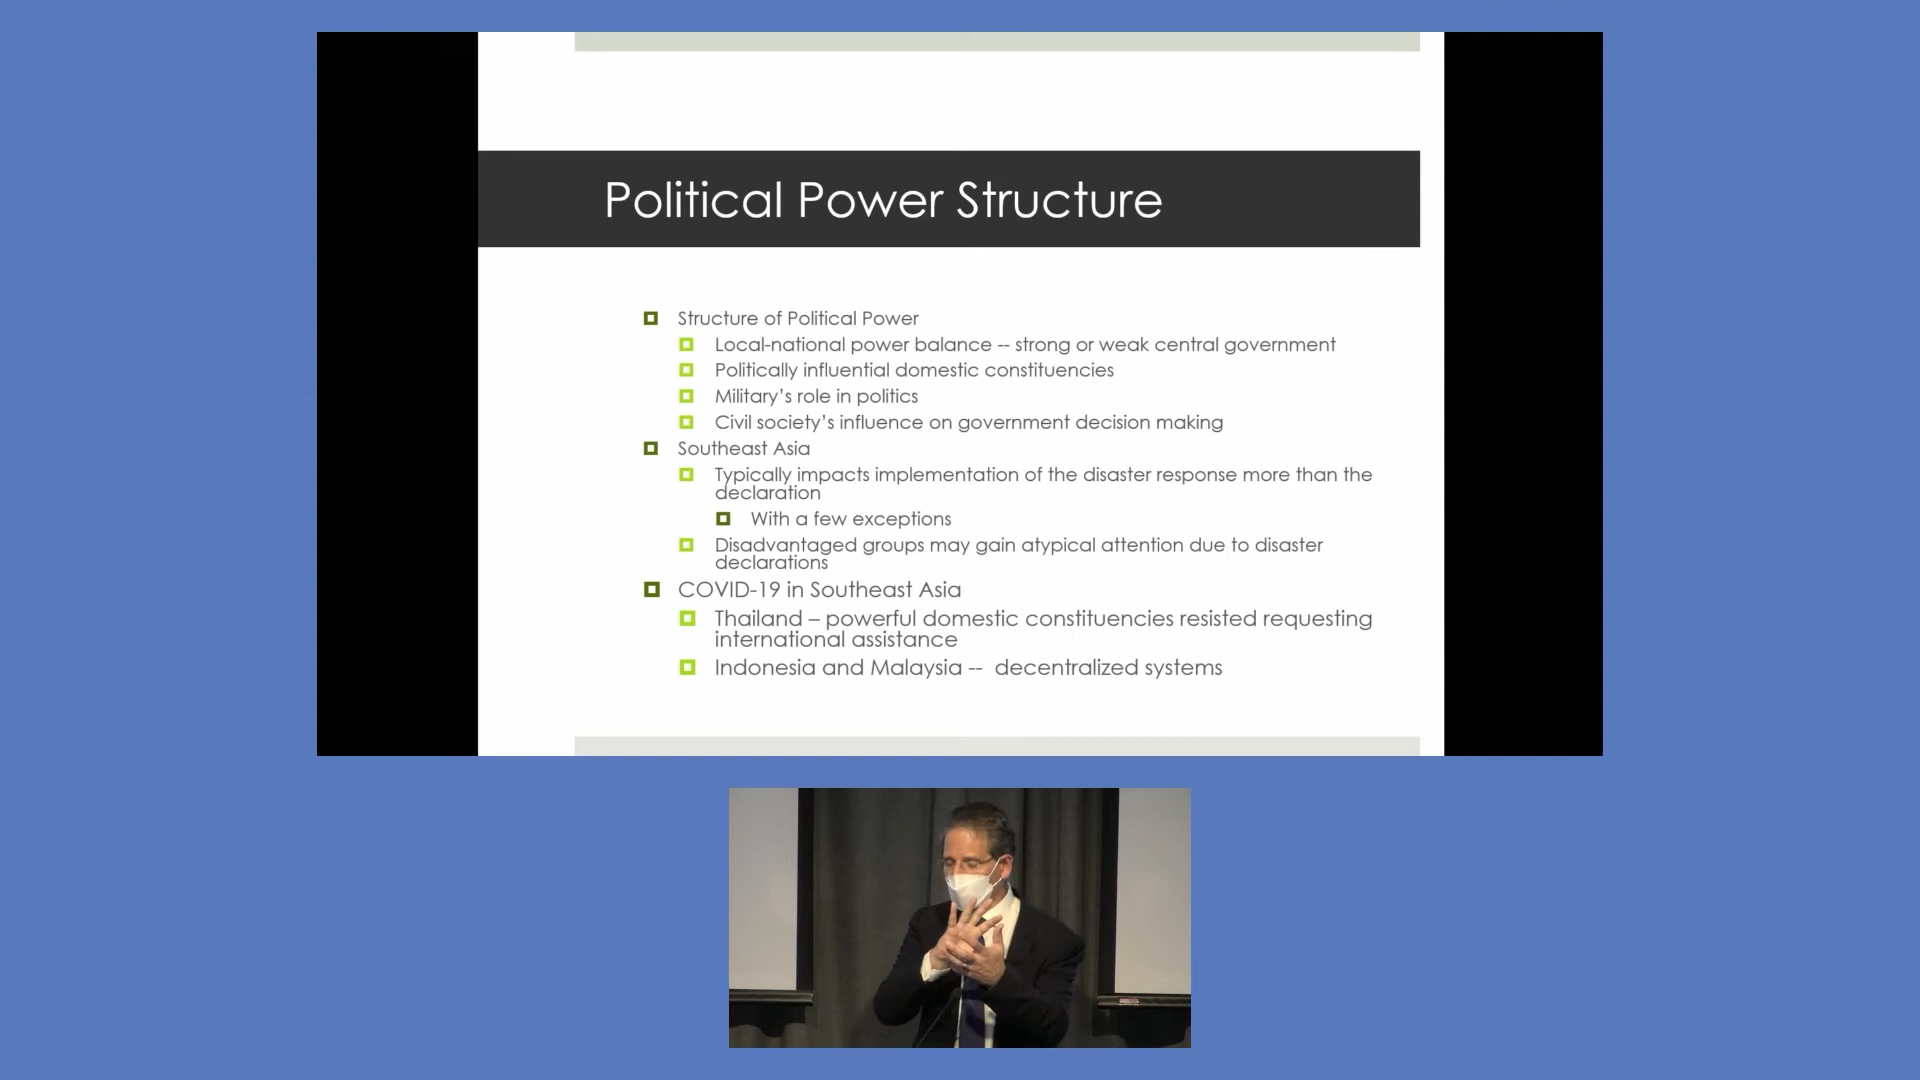 Political Power Structure
Structure of Political Power
Local-national power balance -- strong or weak central government
Politically influential domestic constituencies
Military’s role in politics
Civil society’s influence on government decision making
Southeast Asia
Typically impacts implementation of the disaster response more than the
declaration
With a few exceptions
Disadvantaged groups may gain atypical attention due to disaster
declarations
COVID-19 in Southeast Asia
Thailand – powerful domestic constituencies resisted requesting
international assistance
Indonesia and Malaysia --  decentralized systems